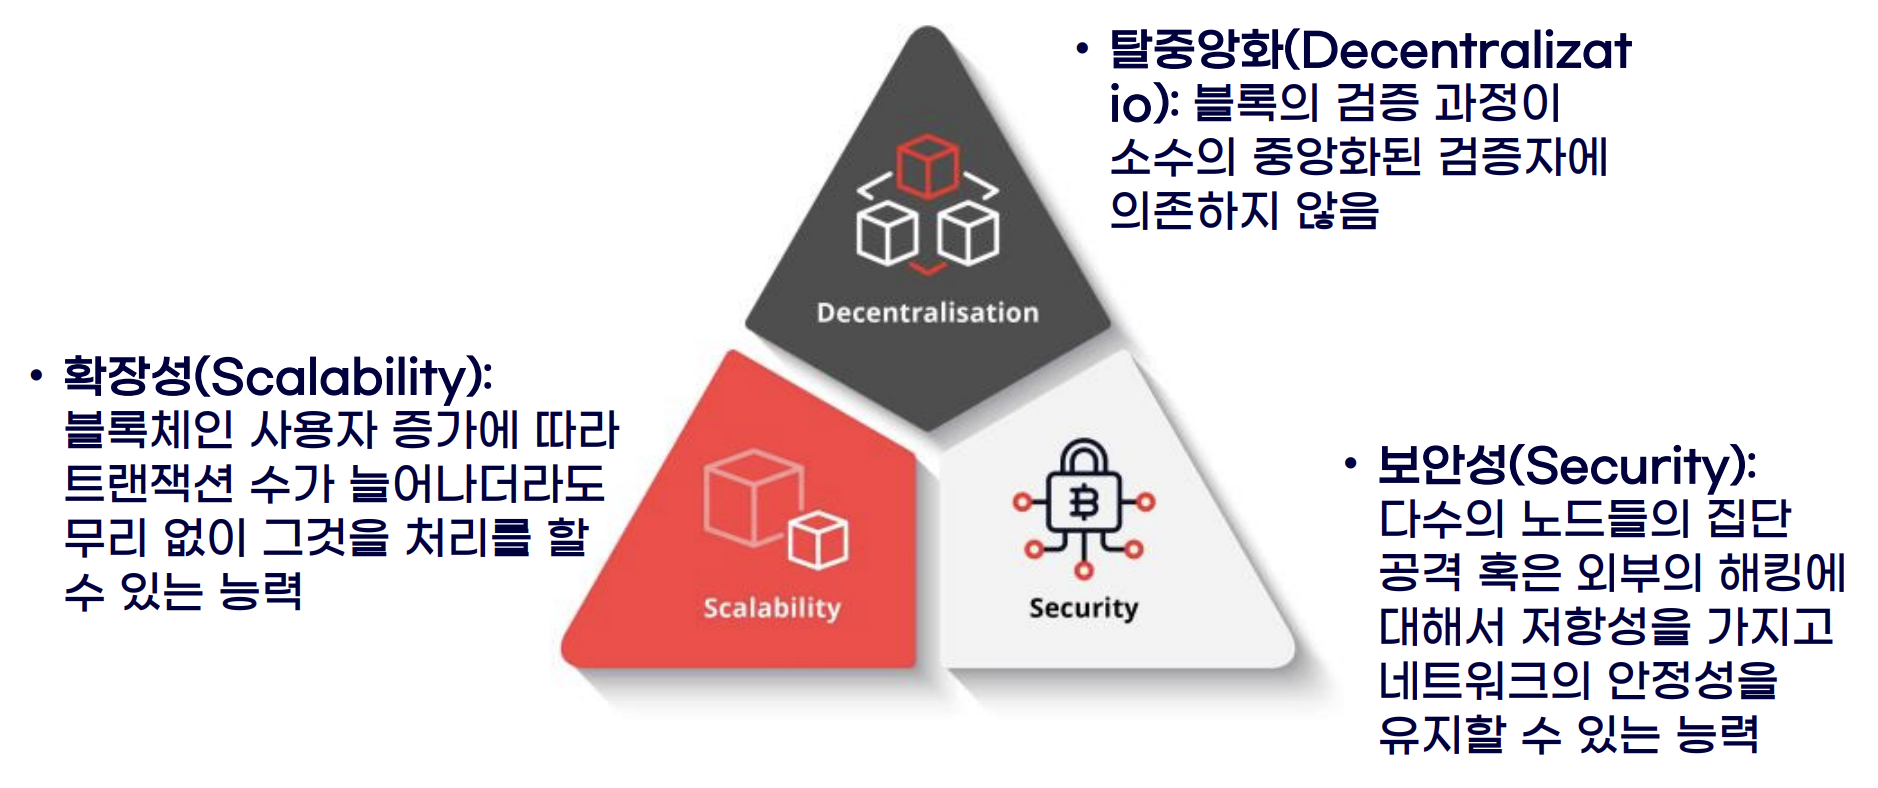 • 탈중앙화(Decentralizat
io): 블록의 검증 과정이
소수의 중앙화된 검증자에
의존하지 않음
Decentralisation
• 확장성(Scalability):
블록체인 사용자 증가에 따라
트랜잭션 수가 늘어나더라도
무리 없이 그것을 처리를 할
수 있는 능력
Scalability
Security
• 보안성(Security):
다수의 노드들의 집단
공격 혹은 외부의 해킹에
대해서 저항성을 가지고
네트워크의 안정성을
유지할 수 있는 능력